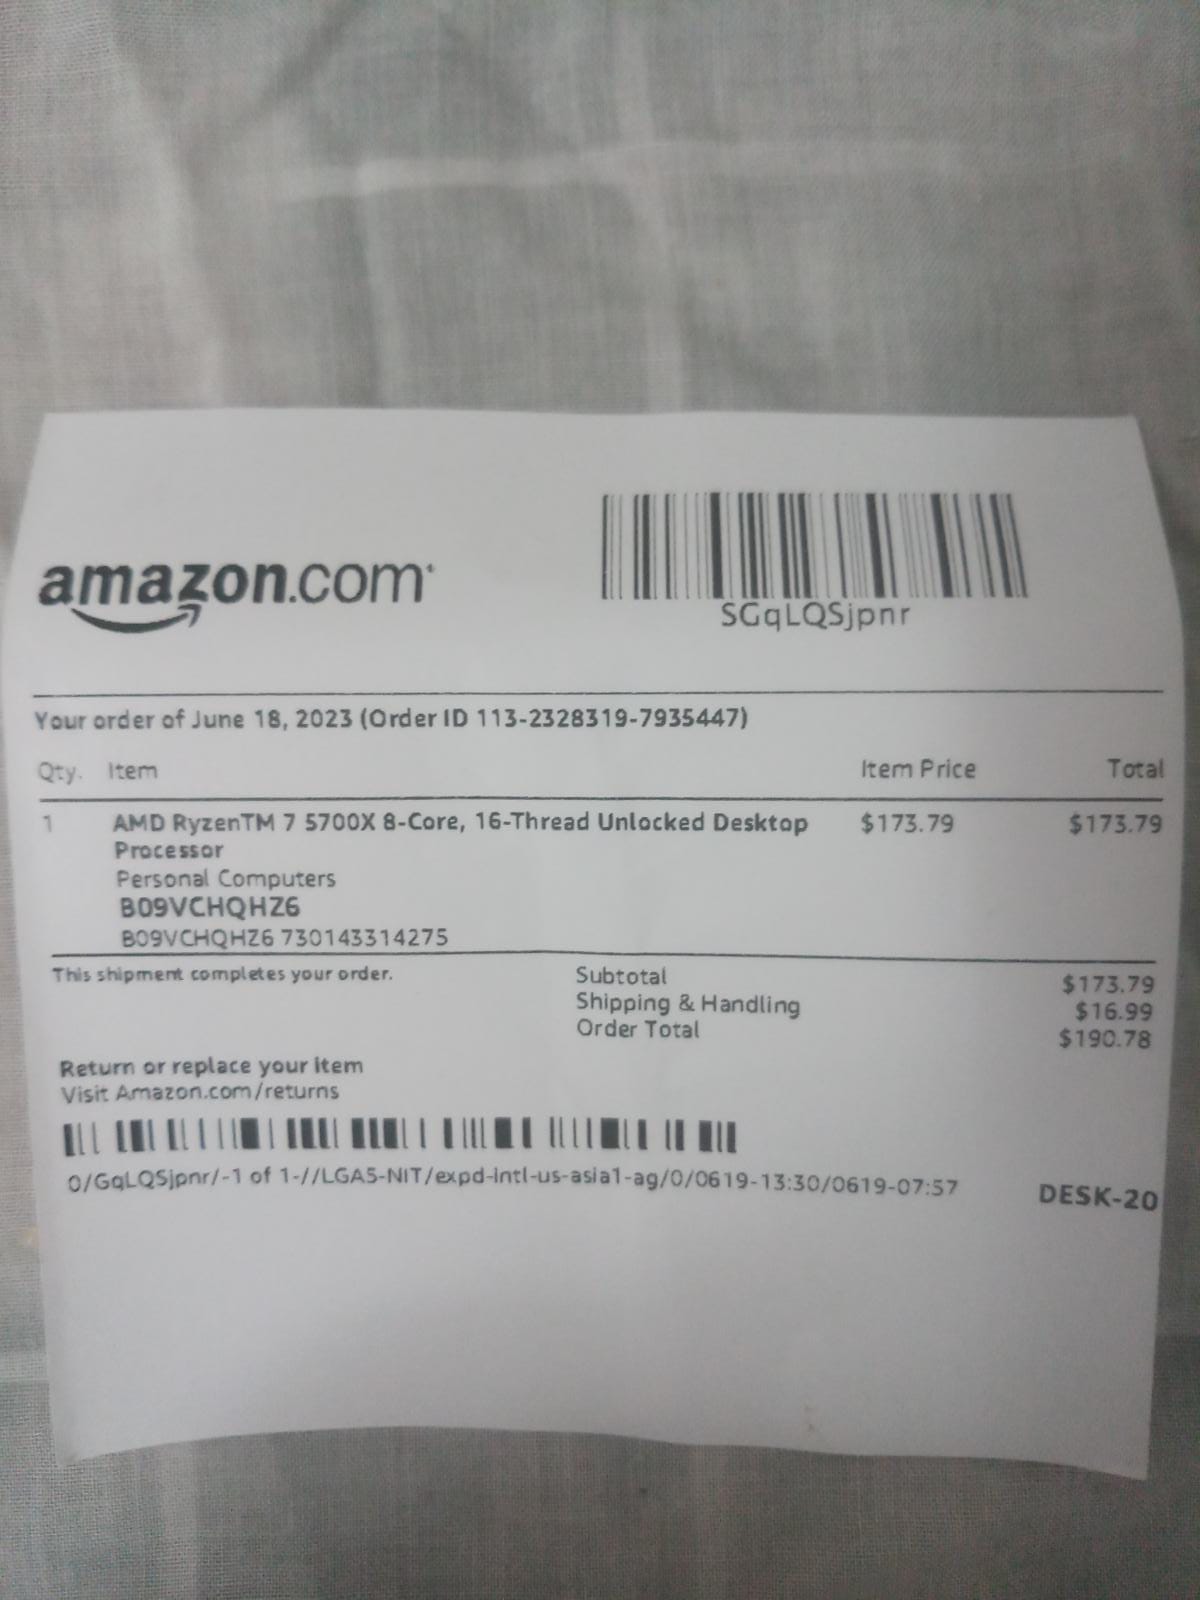 amazon.com
SGqLQSjpnr
Your order of June 18, 2023 (Order ID 113-2328319-7935447)
Qty. Item Item Price Total
1 AMD RyzenTM 7 5700X 8-Core, 16-Thread Unlocked Desktop $173.79 $173.79
Processor
Personal Computers
B09VCHQHZ6
B09VCHQHZ6 730143314275
This shipment completes your order. Subtotal $173.79
Shipping & Handling $16.99
Order Total $190.78
Return or replace your item
Visit Amazon.com/returns
0/GqLQSjpnr/-1 of 1-//LGA5-NIT/expd-intl-us-asia1-ag/0/0619-13:30/0619-07:57
DESK-20